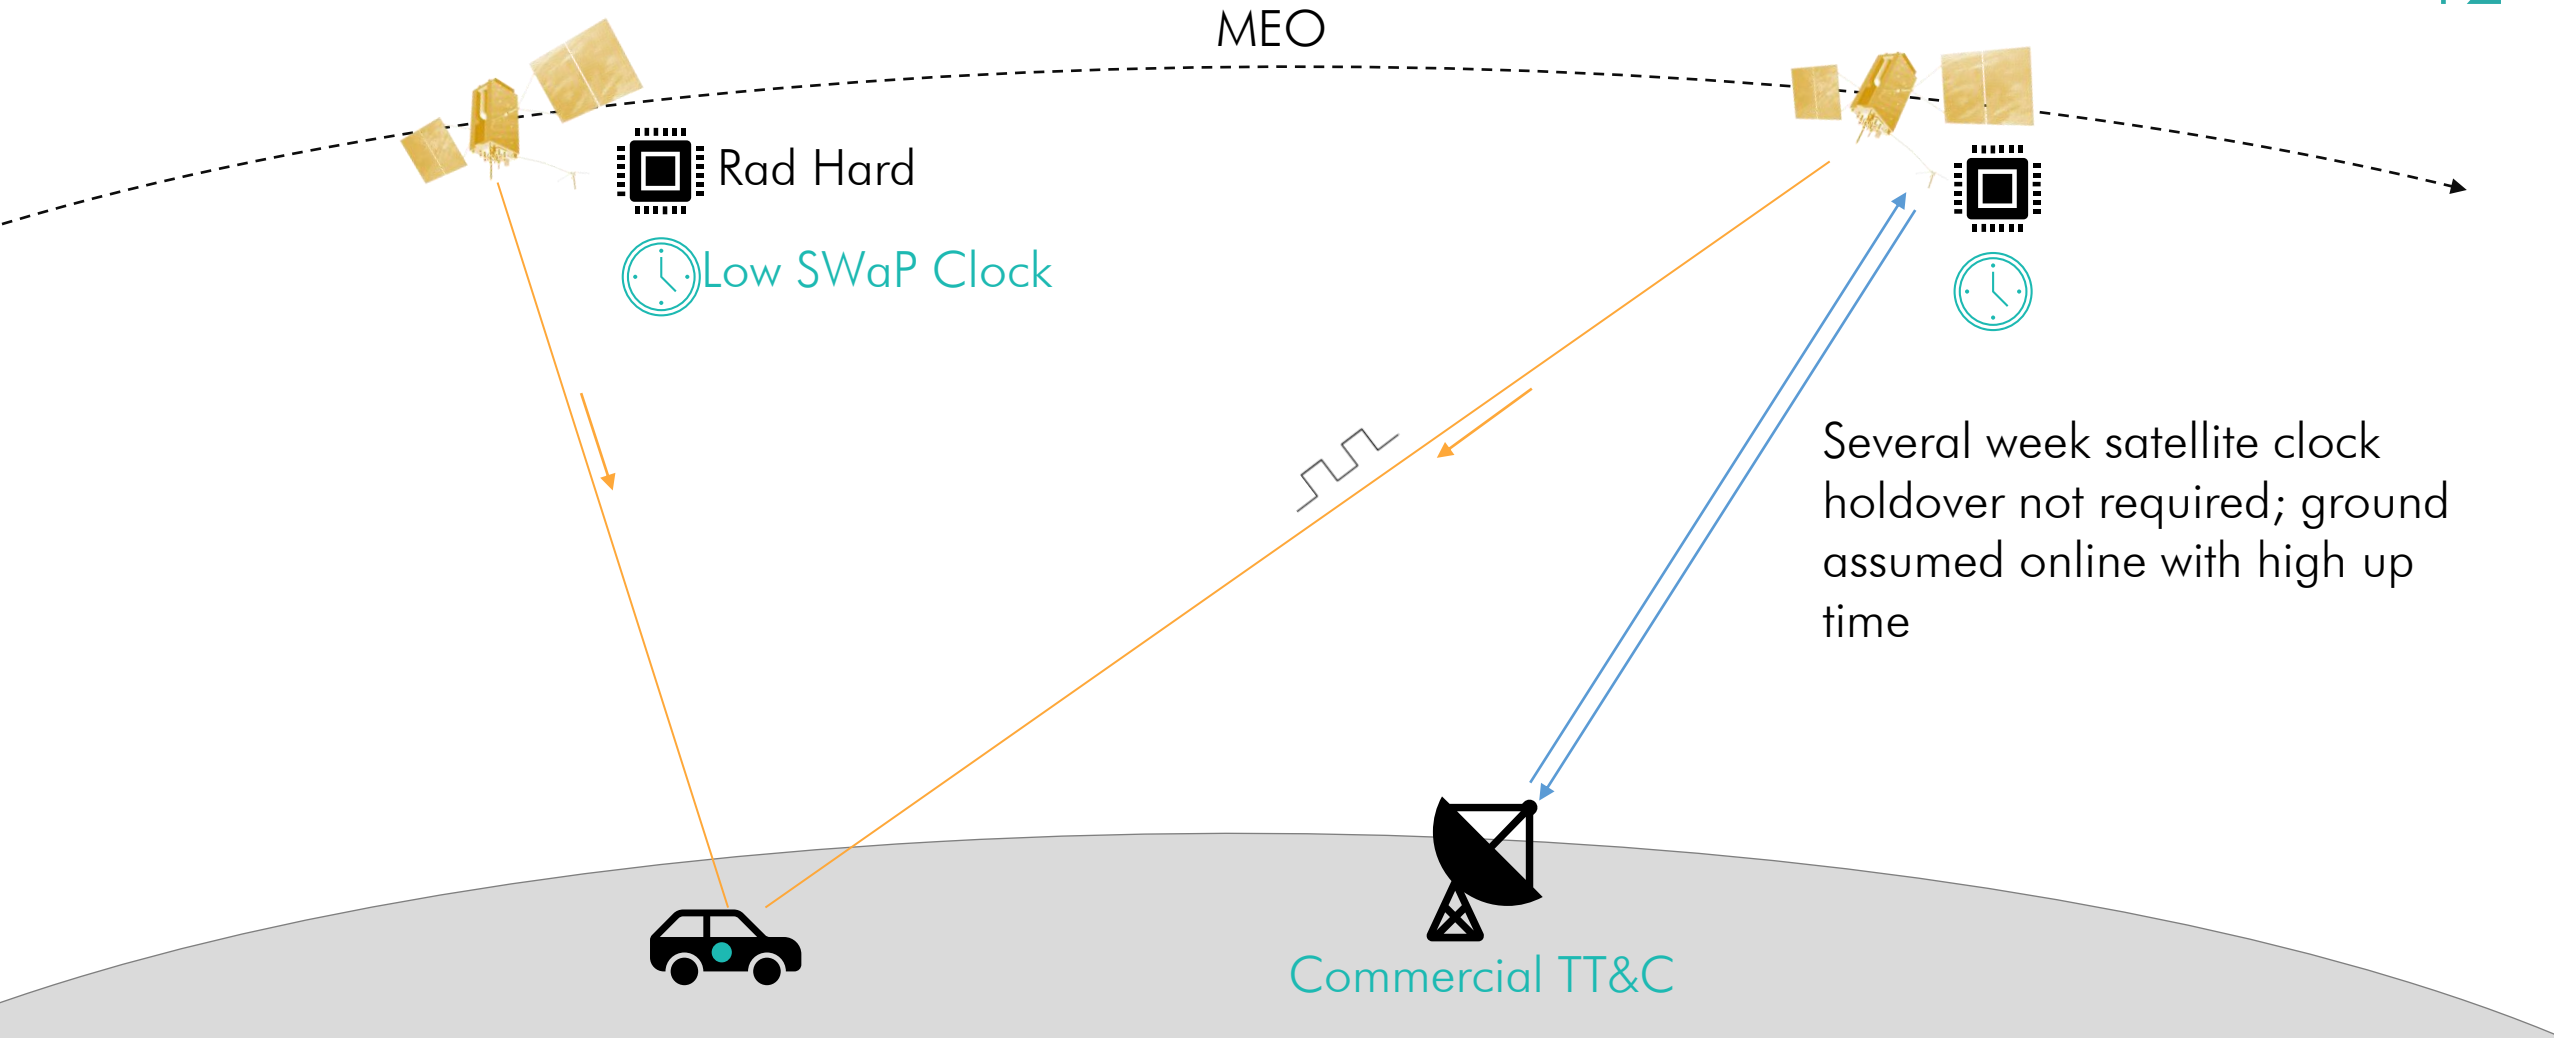 MEO
Rad Hard
Low SWaP Clock
Several week satellite clock
holdover not required; ground
assumed online with high up
time
Commercial TT&C